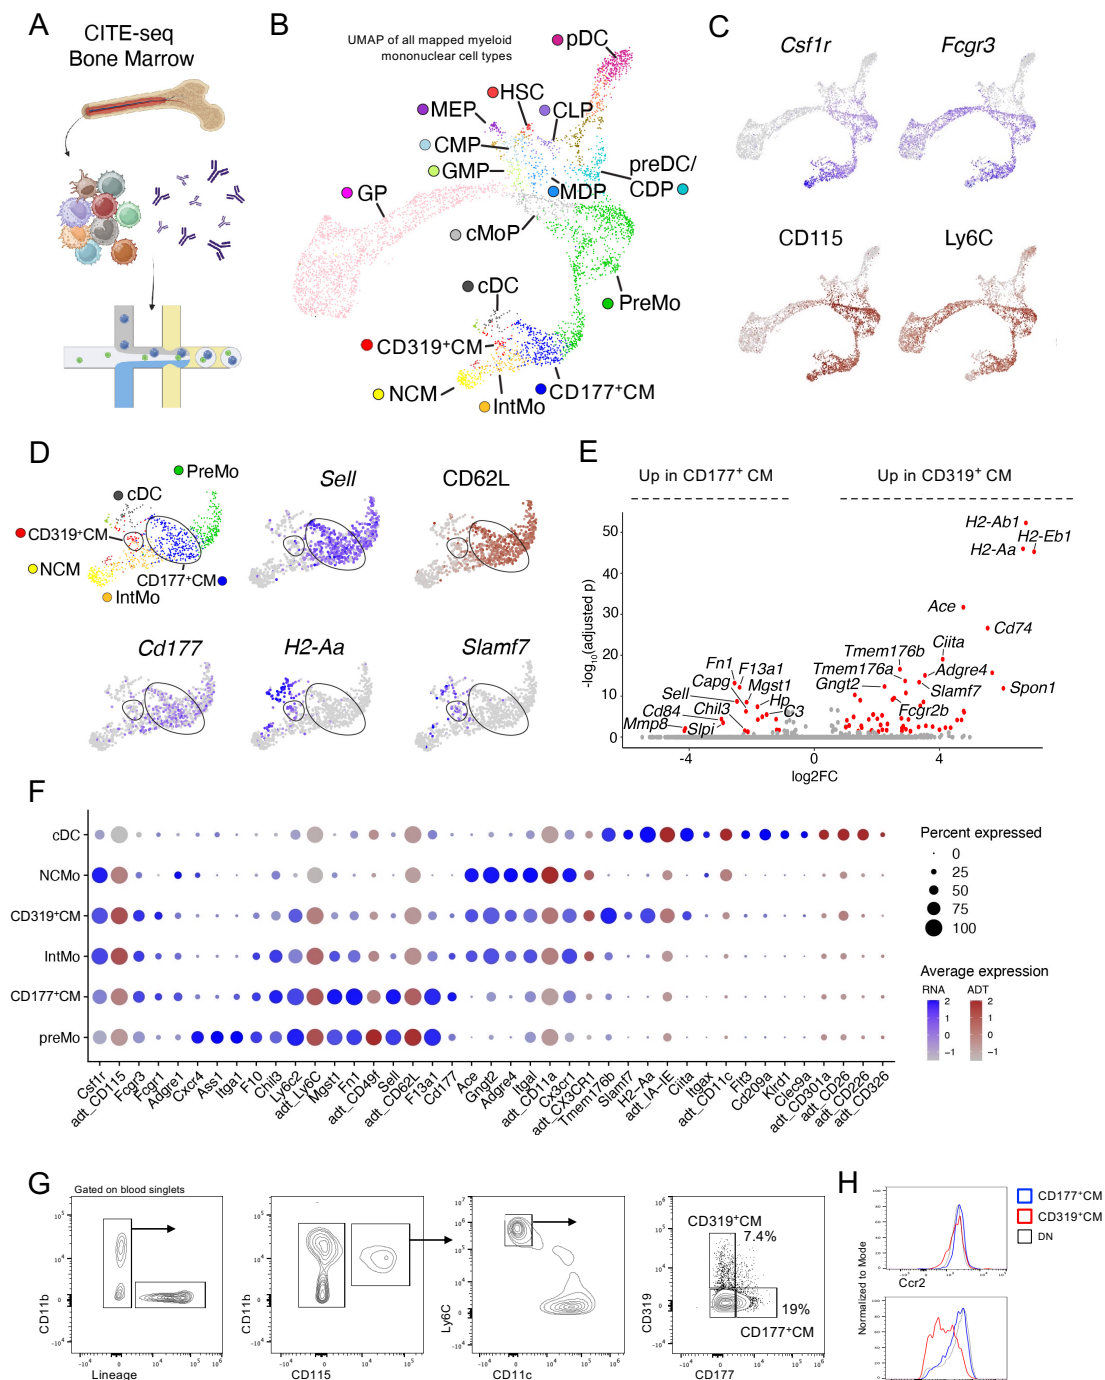 A
CITE-seq
Bone Marrow
B
UMAP of all mapped myeloid
mononuclear cell types
pDC
HSC
MEP
CLP
CMP
GMP
preDC/
CDP
MDP
GP
cMoP
PreMo
cDC
CD319+CM
NCM
IntMo
CD177+CM
C
Csf1r
Fcgr3
CD115
Ly6C
D
PreMo
cDC
CD319+CM
NCM
CD177+CM
IntMo
Sell
CD62L
Cd177
H2-Aa
Slamf7
E
Up in CD177+ CM
Up in CD319+ CM
-log10(adjusted p)
50
40
30
20
10
0
H2-Ab1
H2-Eb1
H2-Aa
Ace
Cd74
Ciita
Tmem176b
Tmem176a
Adgre4
Gngt2
Slamf7
Spon1
Fcgr2b
Fn1
F13a1
Capg
Mgst1
Sell
Hp
Cd84
Chil3
C3
Mmp8
Slpi
-4
0
4
log2FC
F
cDC
NCMo
CD319+CM
IntMo
CD177+CM
preMo
Csf1r
adt_CD115
Fcgr3
Fcgr1
Adgre1
Cxcr4
Ass1
Itga1
F10
Chil3
Ly6c2
adt_Ly6C
Mgst1
Fn1
adt_CD49f
Sell
adt_CD62L
F13a1
Cd177
Ace
Gngt2
Adgre4
Itgal
adt_CD11a
Cx3cr1
adt_CX3CR1
Tmem176b
Slamf7
H2-Aa
adt_IA-IE
Ciita
Itgax
adt_CD11c
Flt3
Cd209a
Klrd1
Clec9a
adt_CD301a
adt_CD26
adt_CD226
adt_CD326
Percent expressed
0
25
50
75
100
Average expression
RNA
ADT
2
1
0
-1
2
1
0
-1
G
Gated on blood singlets
CD11b
Lineage
CD11b
CD115
Ly6C
CD11c
CD319+CM
7.4%
19%
CD177+CM
CD319
CD177
H
Normalized to Mode
Ccr2
CD177+CM
CD319+CM
DN